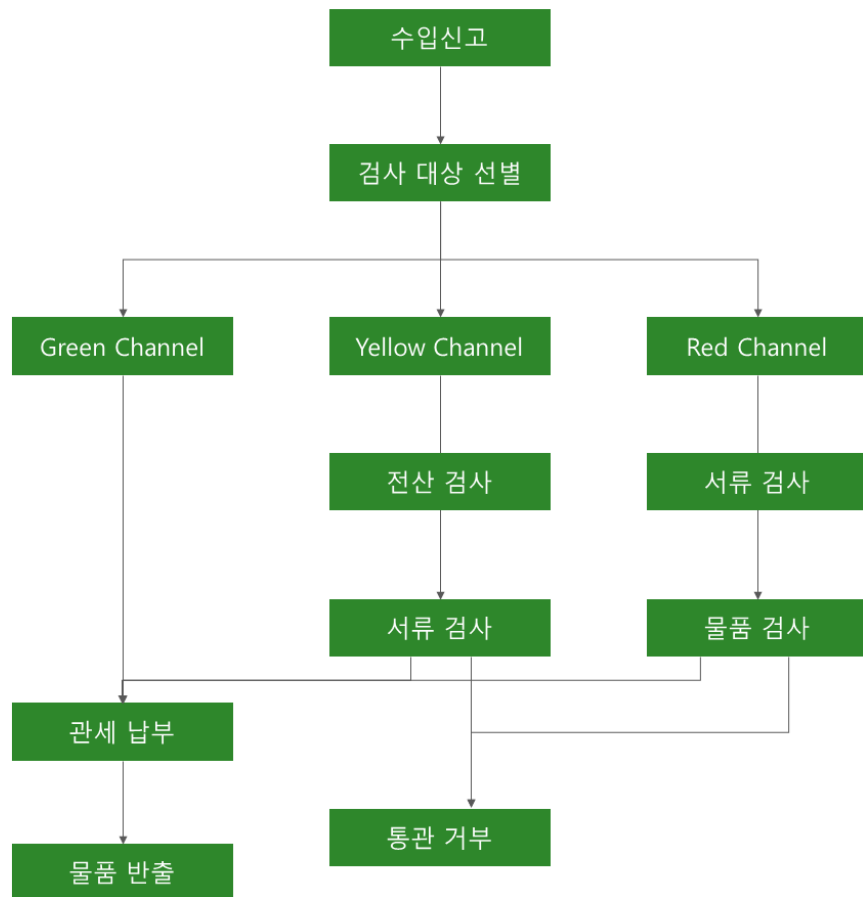 수입신고
검사 대상 선별
Green Channel
Yellow Channel
Red Channel
전산 검사
서류 검사
서류 검사
물품 검사
관세 납부
통관 거부
물품 반출